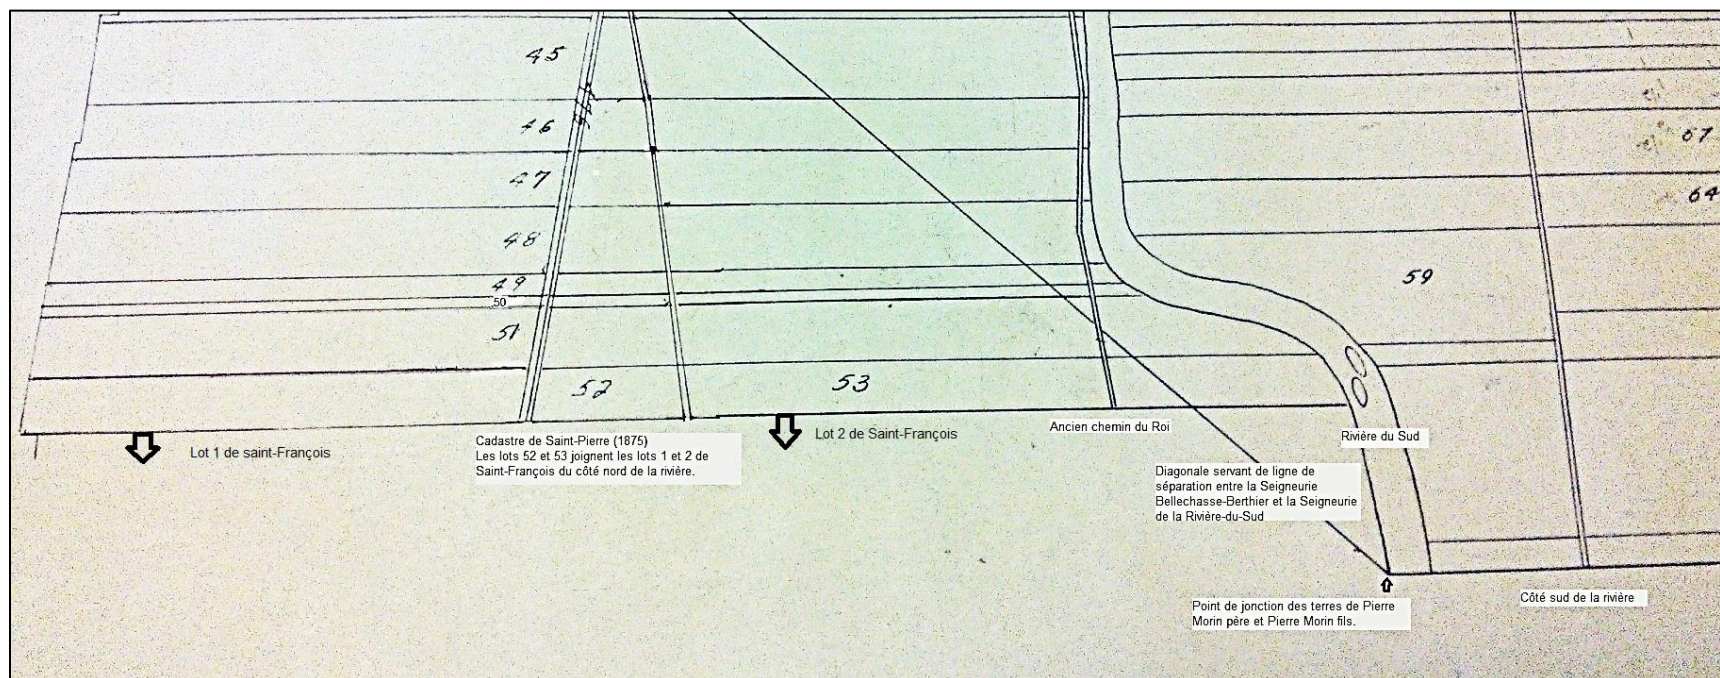 45
46
47
48
49
50
51
52
53
67
64
59
Lot 1 de saint-François
Cadastre de Saint-Pierre (1875)
Les lots 52 et 53 joignent les lots 1 et 2 de
Saint-François du côté nord de la rivière.
Lot 2 de Saint-François
Ancien chemin du Roi
Rivière du Sud
Diagonale servant de ligne de
séparation entre la Seigneurie
Bellechasse-Berthier et la Seigneurie
de la Rivière-du-Sud
Point de jonction des terres de Pierre
Morin père et Pierre Morin fils.
Côté sud de la rivière